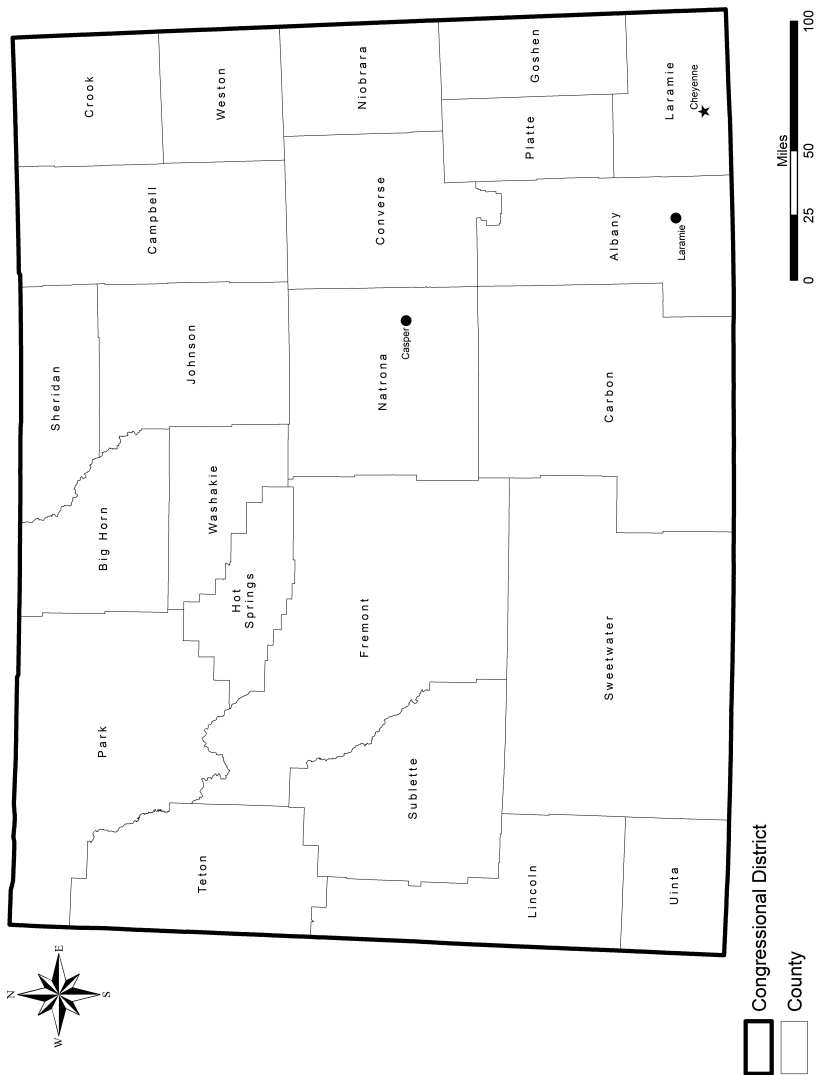 N
W E
S
Sheridan
Crook
Park
Big Horn
Campbell
Johnson
Teton
Washakie
Weston
Hot
Springs
Fremont
Niobrara
Natrona
Converse
Casper
Sublette
Lincoln
Platte
Goshen
Sweetwater
Carbon
Albany
Uinta
Laramie
Laramie
Cheyenne
Congressional District
County
Miles
0 25 50 100